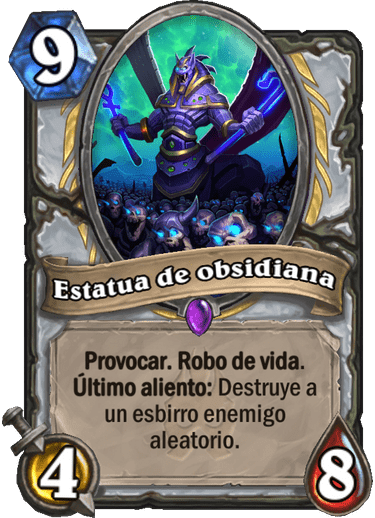 9
Estatua de obsidiana
Provocar. Robo de vida.
Último aliento: Destruye a
un esbirro enemigo
aleatorio.
4
8